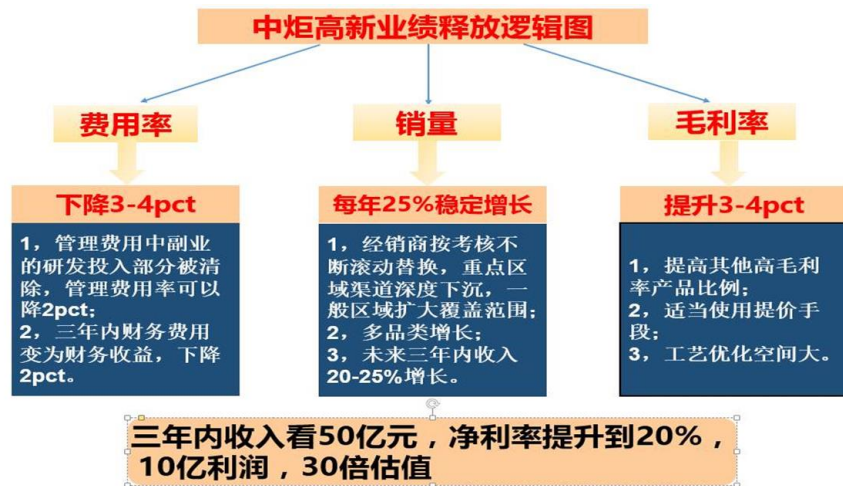 中炬高新业绩释放逻辑图
费用率
下降3-4pct
1，管理费用中副业
的研发投入部分被清
除，管理费用率可以
降2pct;
2，三年内财务费用
变为财务收益，下降
2pct。
销量
每年25%稳定增长
1，经销商按考核不
断滚动替换，重点区
域渠道深度下沉，一
般区域扩大覆盖范围;
2，多品类增长;
3，未来三年内收入
20-25%增长。
毛利率
提升3-4pct
1，提高其他高毛利
率产品比例;
2，适当使用提价手
段;
3，工艺优化空间大。
三年内收入看50亿元，净利率提升到20%，
10亿利润，30倍估值